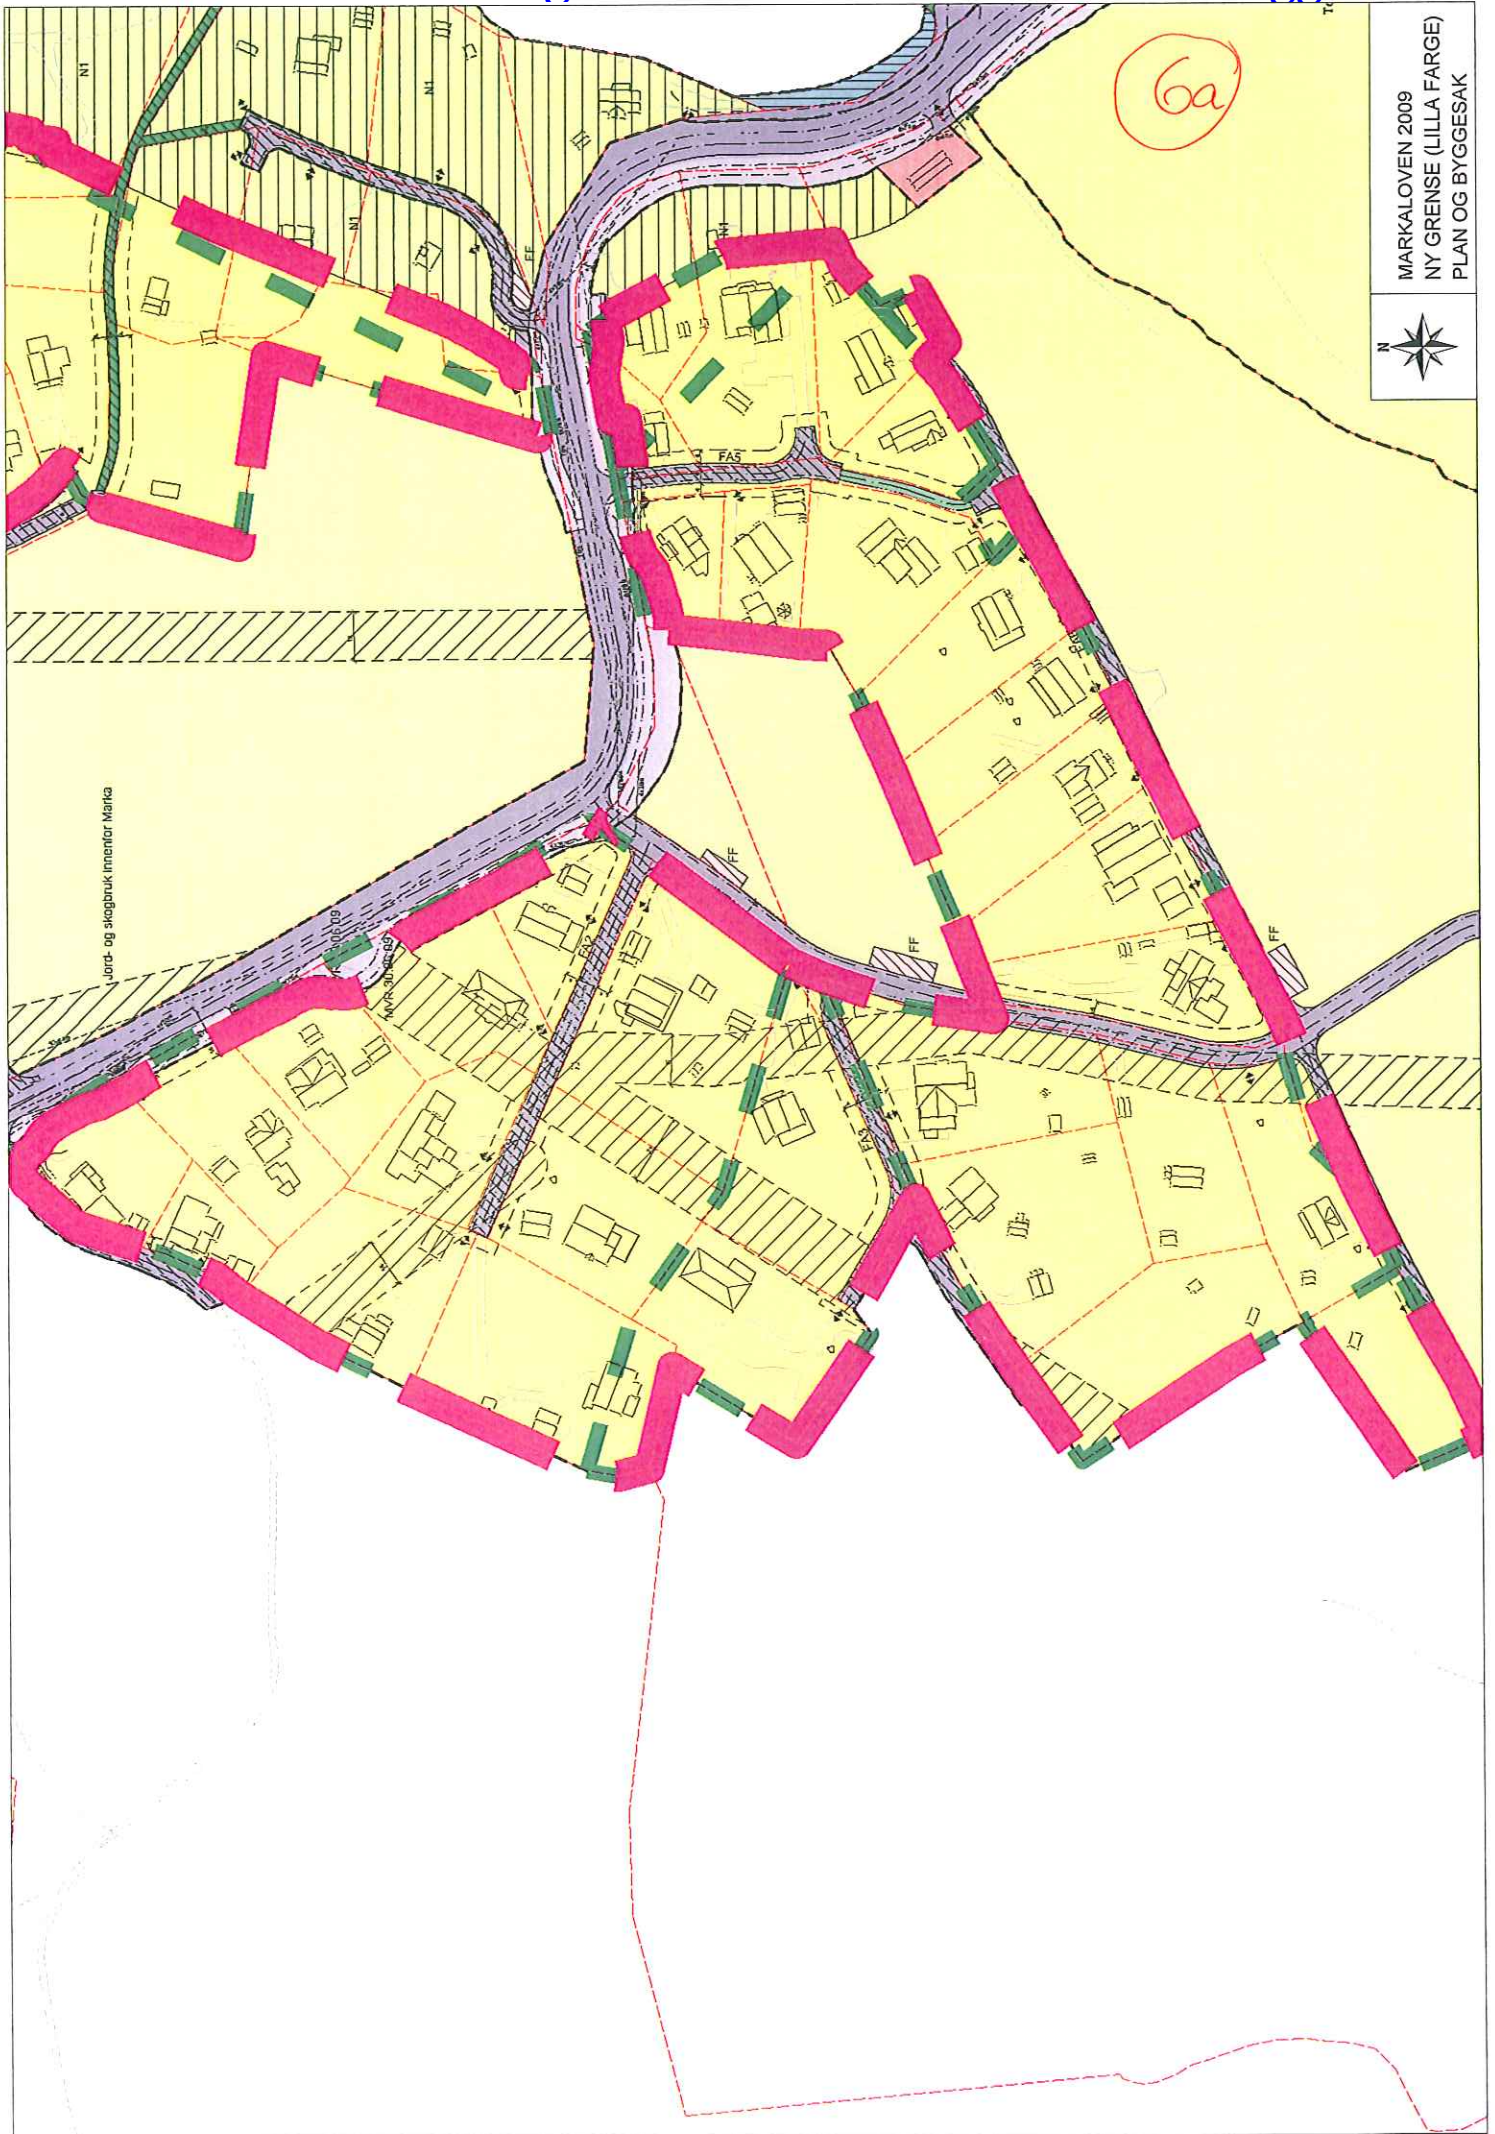 6a
MARKALOVEN 2009
NY GRENSE (LILLA FARGE)
PLAN OG BYGGESAK
N
Jord- og skogbruk innenfor Marka
N1
N1
N1
N1
FF
FA5
FF
FF
FF
FA2
FA3